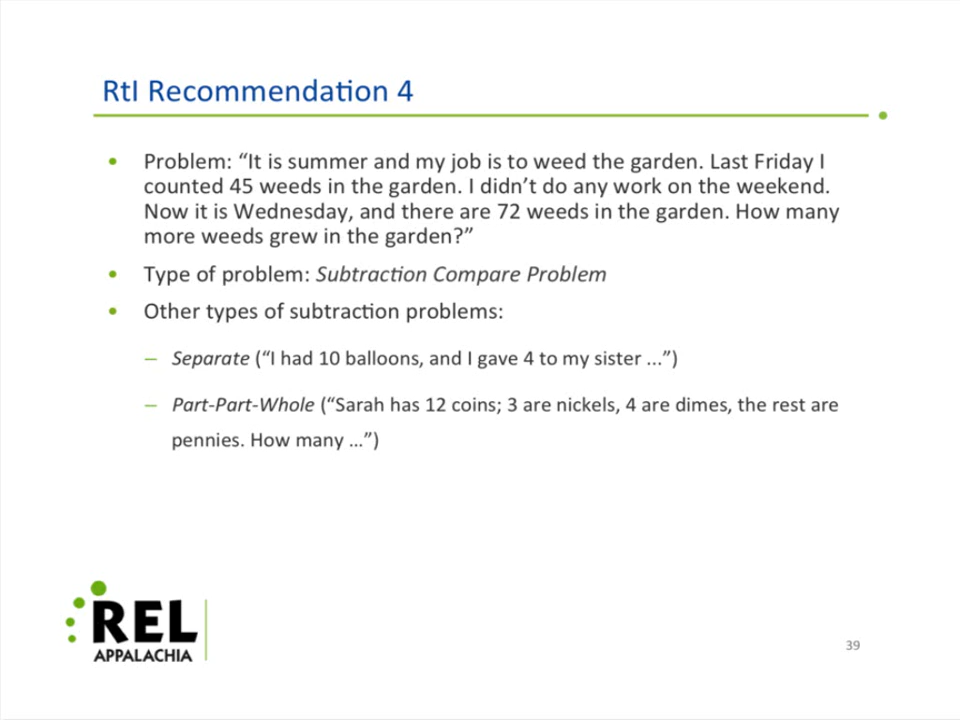 RtI Recommendation 4
• Problem: “It is summer and my job is to weed the garden. Last Friday I
counted 45 weeds in the garden. I didn’t do any work on the weekend.
Now it is Wednesday, and there are 72 weeds in the garden. How many
more weeds grew in the garden?”
• Type of problem: Subtraction Compare Problem
• Other types of subtraction problems:
– Separate (“I had 10 balloons, and I gave 4 to my sister ...”)
– Part-Part-Whole (“Sarah has 12 coins; 3 are nickels, 4 are dimes, the rest are
pennies. How many …”)
REL
APPALACHIA
39